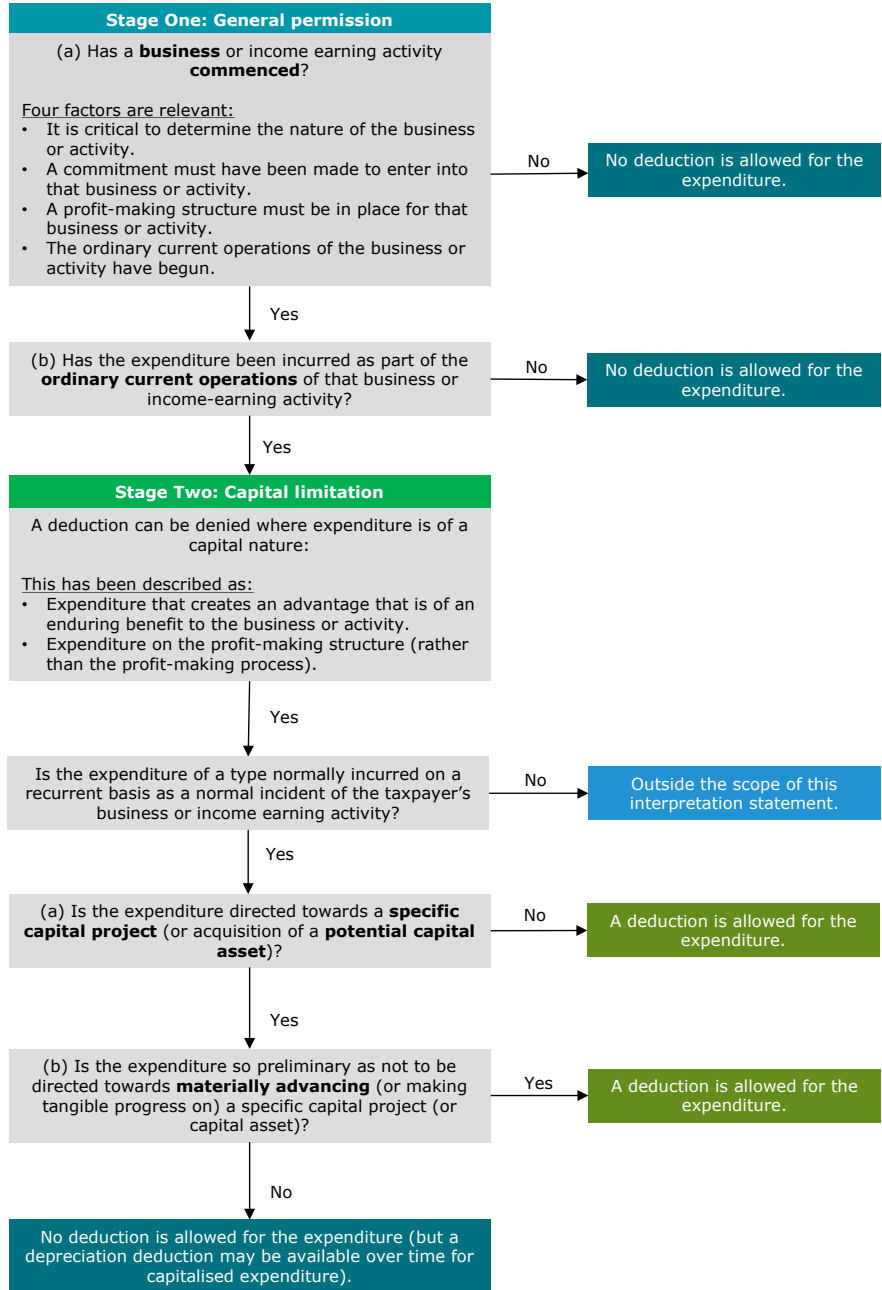 Stage One: General permission
(a) Has a business or income earning activity
commenced?
Four factors are relevant:
• It is critical to determine the nature of the business
or activity.
• A commitment must have been made to enter into
that business or activity.
• A profit-making structure must be in place for that
business or activity.
• The ordinary current operations of the business or
activity have begun.
No
No deduction is allowed for the
expenditure.
Yes
(b) Has the expenditure been incurred as part of the
ordinary current operations of that business or
income-earning activity?
No
No deduction is allowed for the
expenditure.
Yes
Stage Two: Capital limitation
A deduction can be denied where expenditure is of a
capital nature:
This has been described as:
• Expenditure that creates an advantage that is of an
enduring benefit to the business or activity.
• Expenditure on the profit-making structure (rather
than the profit-making process).
Yes
Is the expenditure of a type normally incurred on a
recurrent basis as a normal incident of the taxpayer’s
business or income earning activity?
No
Outside the scope of this
interpretation statement.
Yes
(a) Is the expenditure directed towards a specific
capital project (or acquisition of a potential capital
asset)?
No
A deduction is allowed for the
expenditure.
Yes
(b) Is the expenditure so preliminary as not to be
directed towards materially advancing (or making
tangible progress on) a specific capital project (or
capital asset)?
Yes
A deduction is allowed for the
expenditure.
No
No deduction is allowed for the expenditure (but a
depreciation deduction may be available over time for
capitalised expenditure).